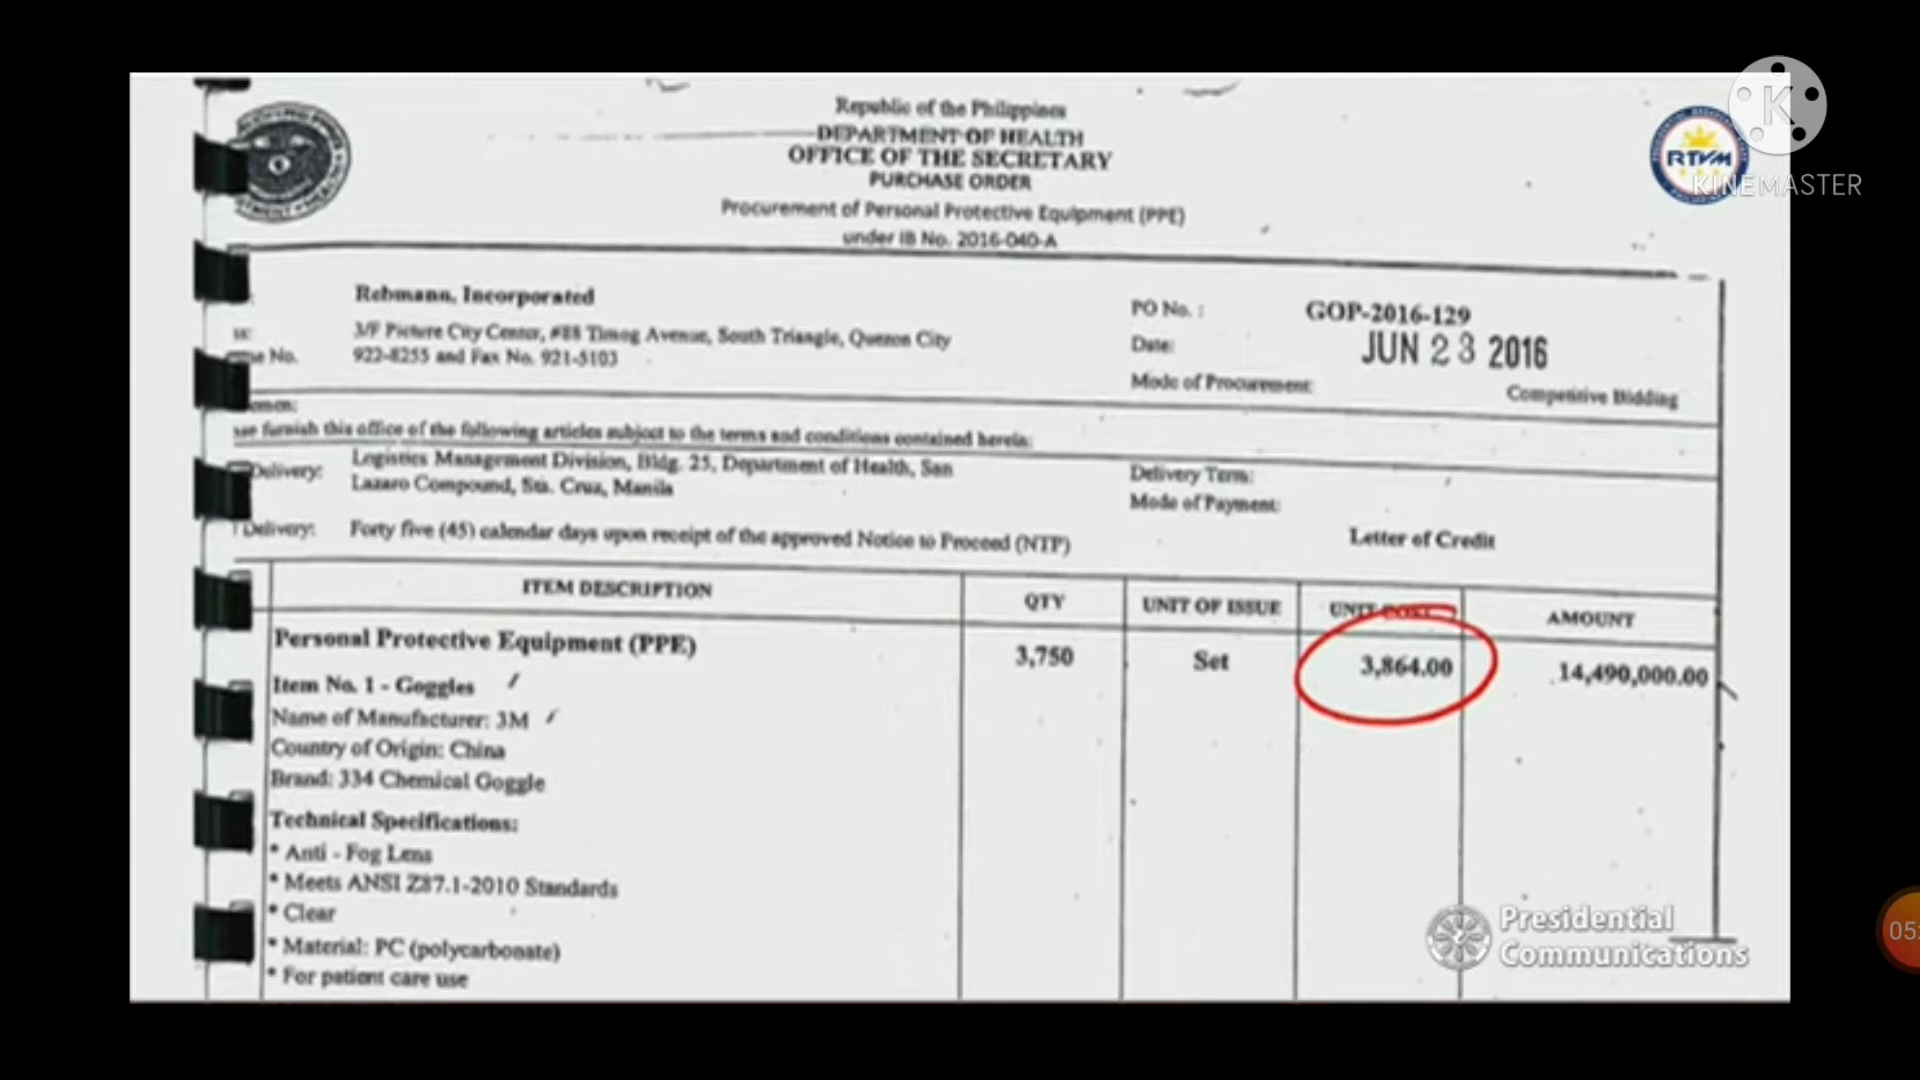 Republic of the Philippines
DEPARTMENT OF HEALTH
OFFICE OF THE SECRETARY
PURCHASE ORDER
Procurement of Personal Protective Equipment (PPE)
under IB No. 2016-040-A
RTVM
K
KINEMASTER
Rebmann, Incorporated
PO No. : GOP-2016-129
3/F Picture City Center, #88 Timog Avenue, South Triangle, Quezon City
Date: JUN 23 2016
No. 922-8255 and Fax No. 921-5103
Mode of Procurement: Competitive Bidding
furnish this office of the following articles subject to the terms and conditions contained herein:
Delivery: Logistics Management Division, Bldg. 25, Department of Health, San
Lazaro Compound, Sta. Cruz, Manila
Delivery Term:
Mode of Payment:
Letter of Credit
Delivery: Forty five (45) calendar days upon receipt of the approved Notice to Proceed (NTP)
ITEM DESCRIPTION QTY UNIT OF ISSUE UNIT COST AMOUNT
Personal Protective Equipment (PPE) 3,750 Set 3,864.00 14,490,000.00
Item No. 1 - Goggles
Name of Manufacturer: 3M
Country of Origin: China
Brand: 334 Chemical Goggle
Technical Specifications:
* Anti - Fog Lens
* Meets ANSI Z87.1-2010 Standards
* Clear
* Material: PC (polycarbonate)
* For patient care use
Presidential
Communications
05: